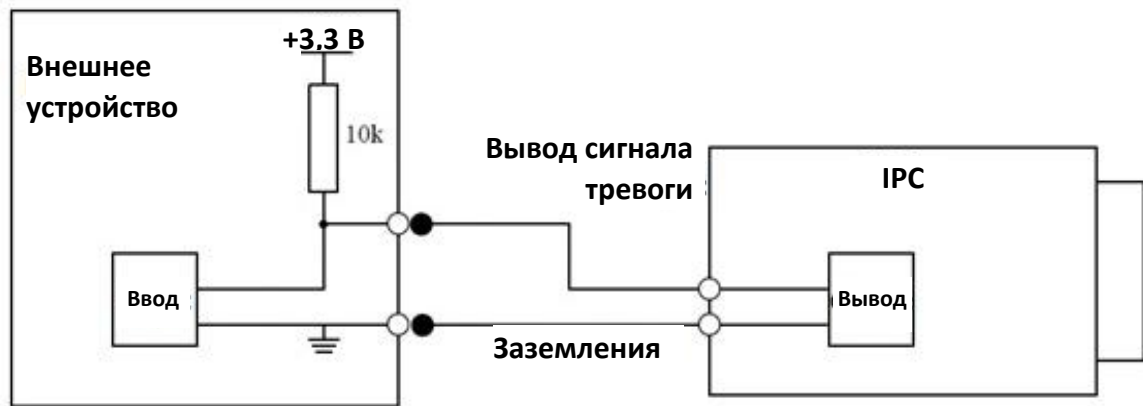 +3,3 В
Внешнее
устройство
10k
Вывод сигнала
тревоги
IPC
Ввод
Вывод
Заземления